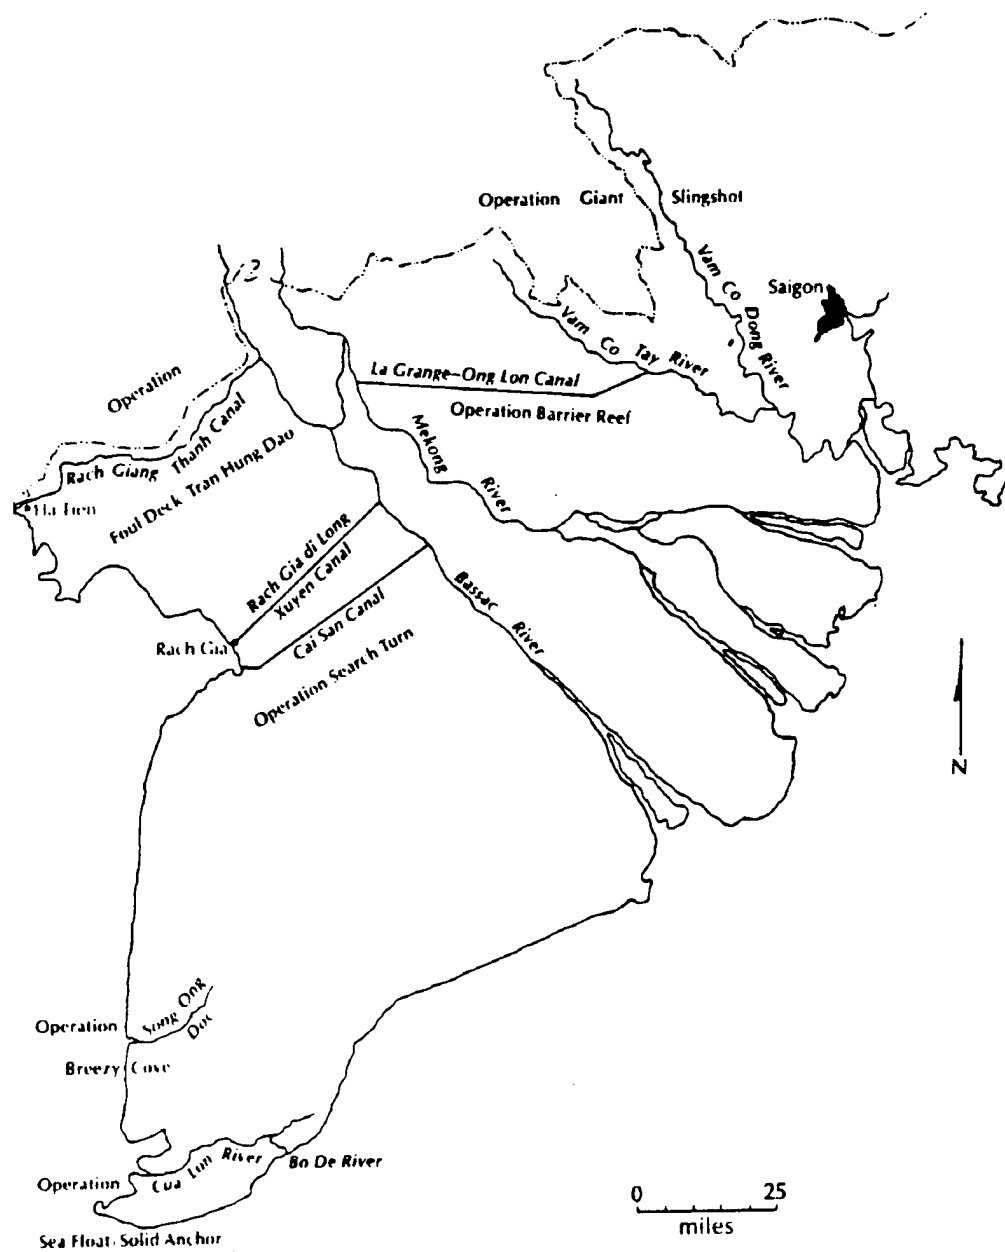 Operation Giant Slingshot
Vam Co Dong River
Saigon
Vam Co Tay River
La Grange–Ong Lon Canal
Operation Barrier Reef
Operation
Rach Giang Thanh Canal
Foul Deck Tran Hung Dao
Ha Tien
Mekong River
Rach Gia di Long
Xuyen Canal
Cai San Canal
Rach Gia
Operation Search Turn
Bassac River
N
Operation
Song Ong
Doc
Breezy Cove
Cua Lon River
Bo De River
Operation
Sea Float-Solid Anchor
0 25
miles